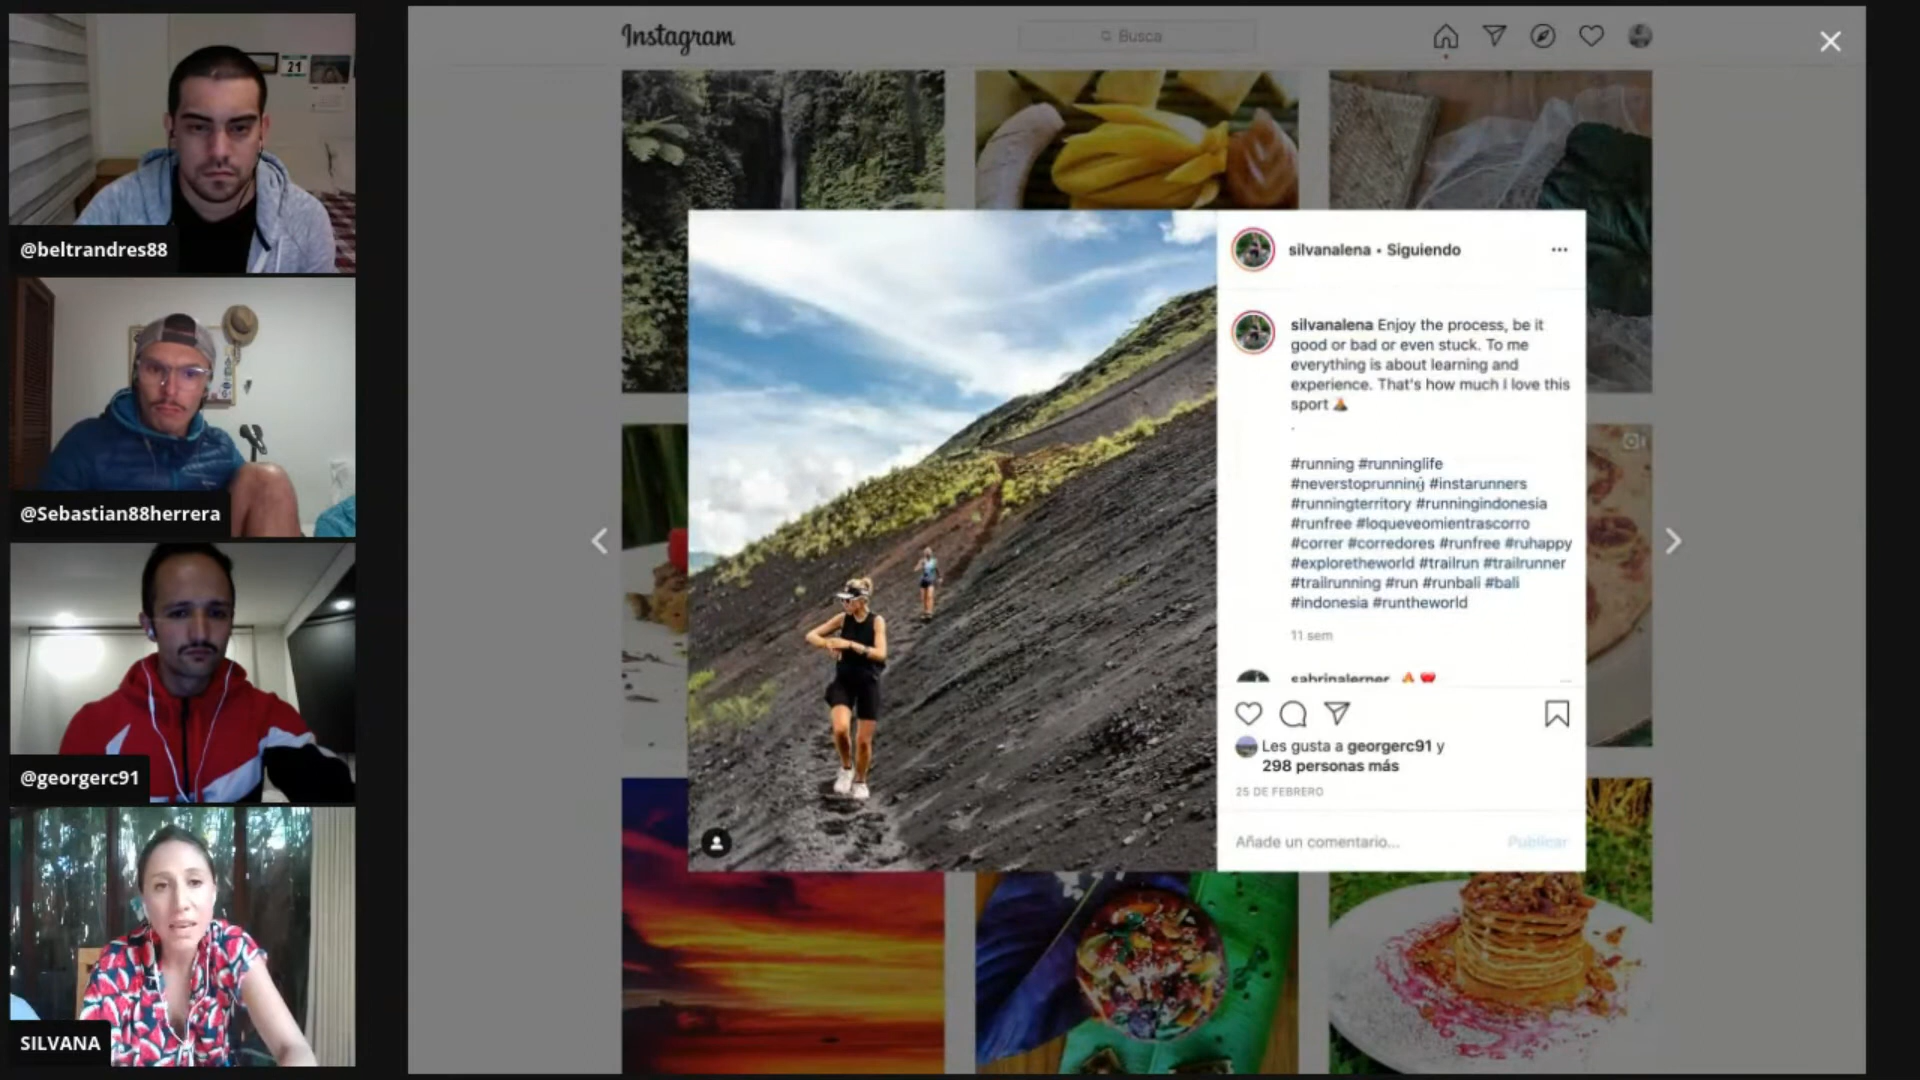 21
@beltrandres88
@Sebastian88herrera
@georgerc91
SILVANA
Instagram
Busca
silvanalena • Siguiendo
silvanalena Enjoy the process, be it
good or bad or even stuck. To me
everything is about learning and
experience. That's how much I love this
sport 🌋
.
#running #runninglife
#neverstoprunning #instarunners
#runningterritory #runningindonesia
#runfree #loqueveomientrascorro
#correr #corredores #runfree #ruhappy
#exploretheworld #trailrun #trailrunner
#trailrunning #run #runbali #bali
#indonesia #runtheworld
11 sem
sabrinalerner 🔥 ❤️
Les gusta a georgerc91 y
298 personas más
25 DE FEBRERO
Añade un comentario...
Publicar